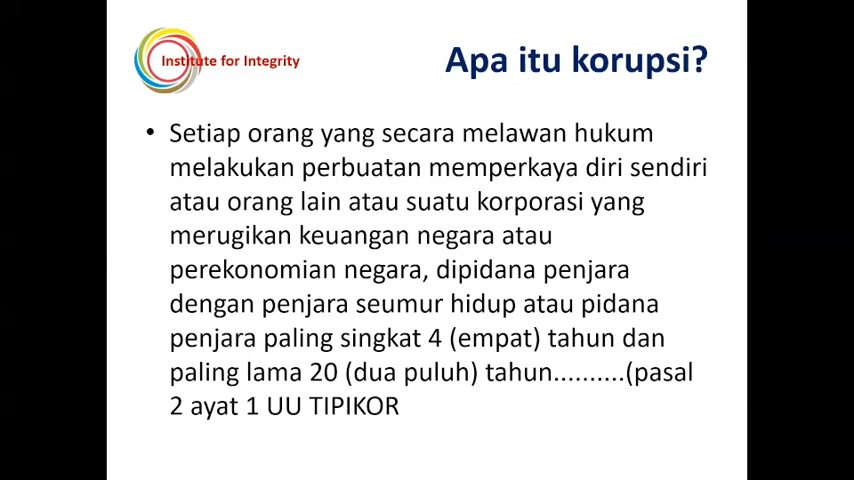 Institute for Integrity
Apa itu korupsi?
• Setiap orang yang secara melawan hukum
melakukan perbuatan memperkaya diri sendiri
atau orang lain atau suatu korporasi yang
merugikan keuangan negara atau
perekonomian negara, dipidana penjara
dengan penjara seumur hidup atau pidana
penjara paling singkat 4 (empat) tahun dan
paling lama 20 (dua puluh) tahun..........(pasal
2 ayat 1 UU TIPIKOR